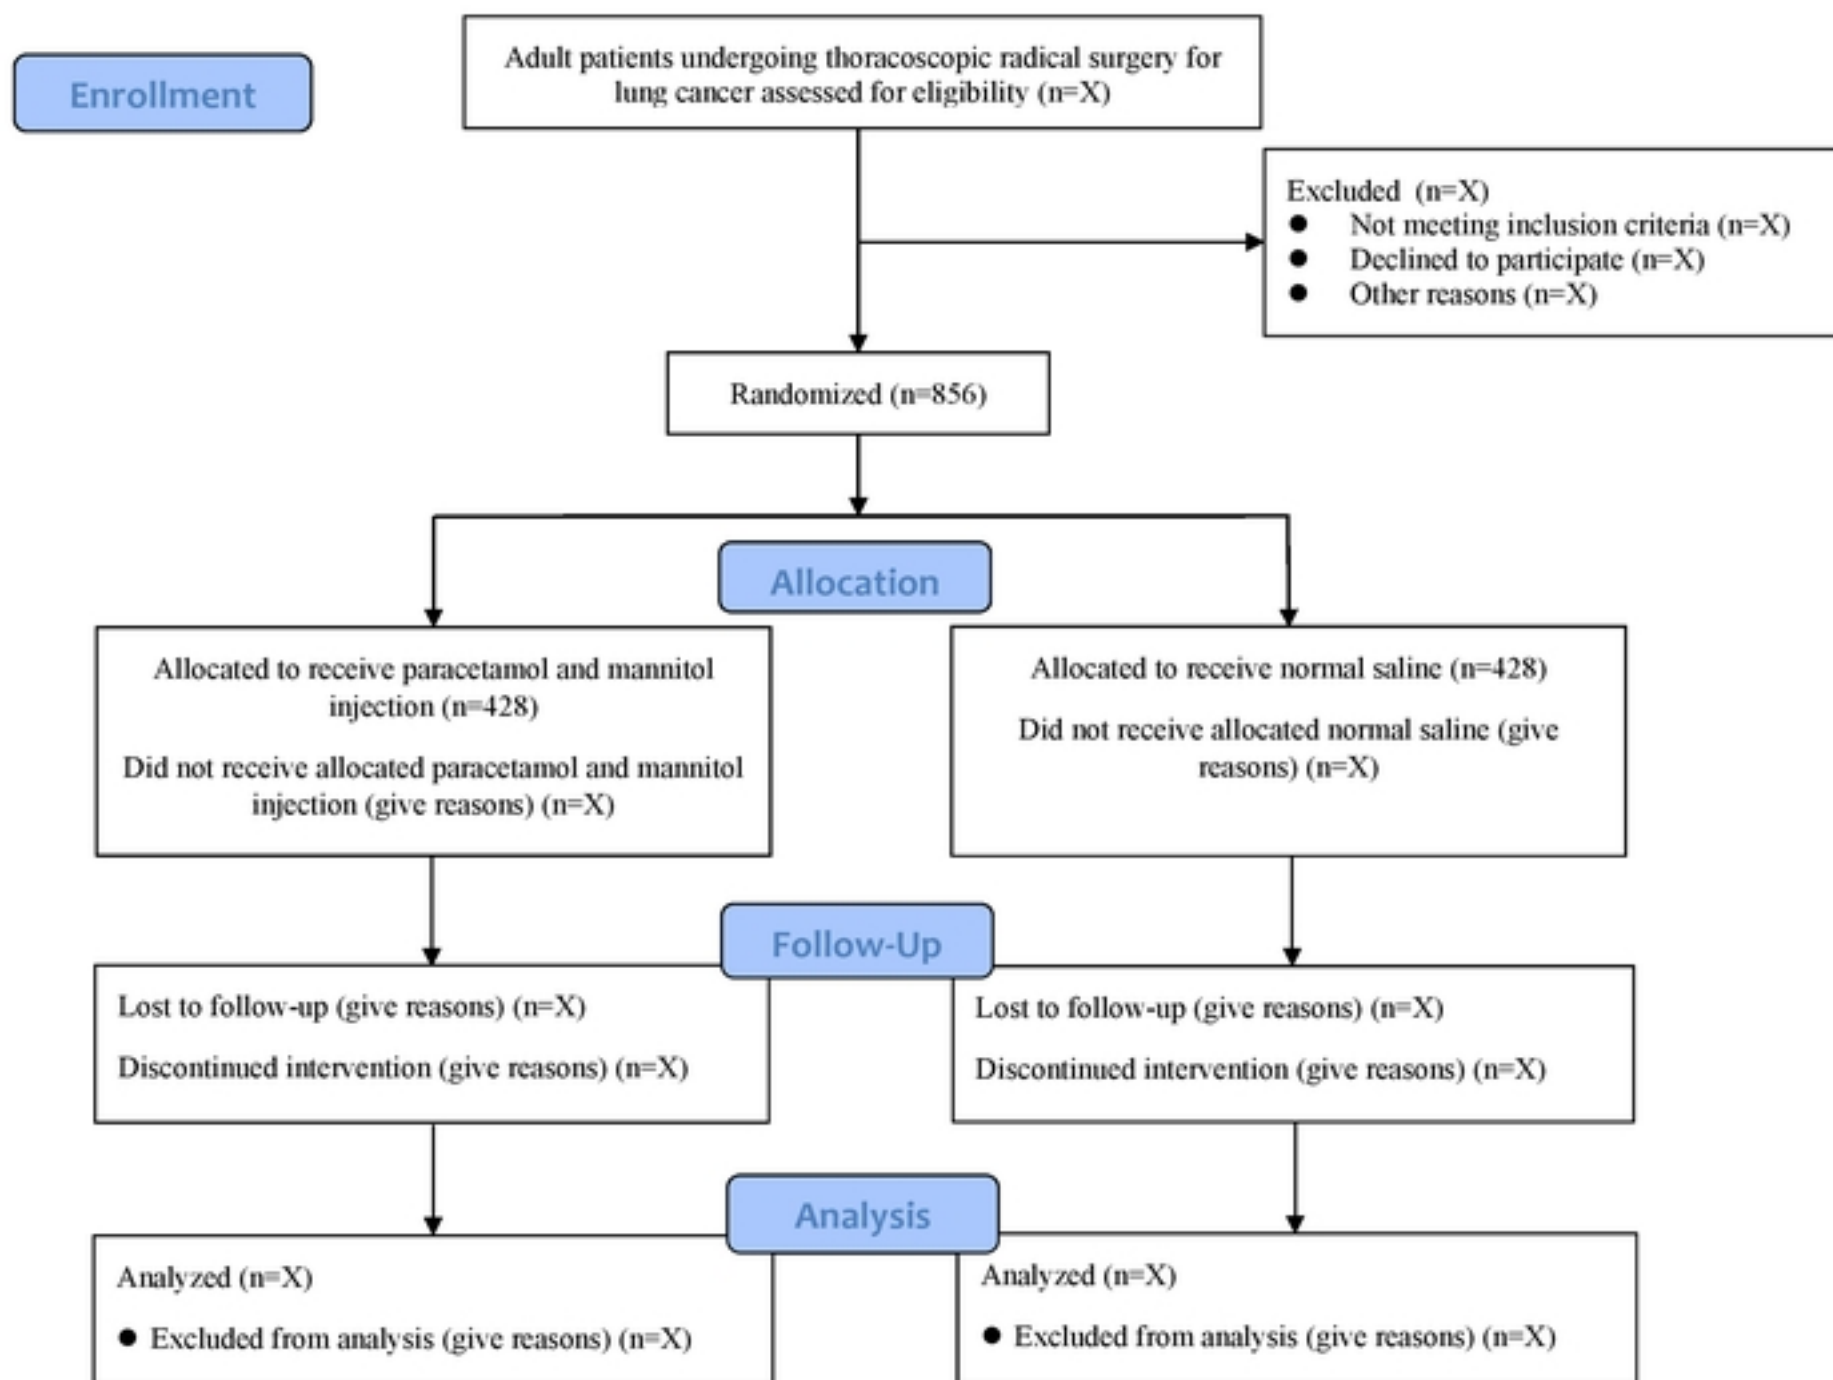 Enrollment
Adult patients undergoing thoracoscopic radical surgery for
lung cancer assessed for eligibility (n=X)
Excluded (n=X)
● Not meeting inclusion criteria (n=X)
● Declined to participate (n=X)
● Other reasons (n=X)
Randomized (n=856)
Allocation
Allocated to receive paracetamol and mannitol
injection (n=428)
Did not receive allocated paracetamol and mannitol
injection (give reasons) (n=X)
Allocated to receive normal saline (n=428)
Did not receive allocated normal saline (give
reasons) (n=X)
Follow-Up
Lost to follow-up (give reasons) (n=X)
Discontinued intervention (give reasons) (n=X)
Lost to follow-up (give reasons) (n=X)
Discontinued intervention (give reasons) (n=X)
Analysis
Analyzed (n=X)
● Excluded from analysis (give reasons) (n=X)
Analyzed (n=X)
● Excluded from analysis (give reasons) (n=X)